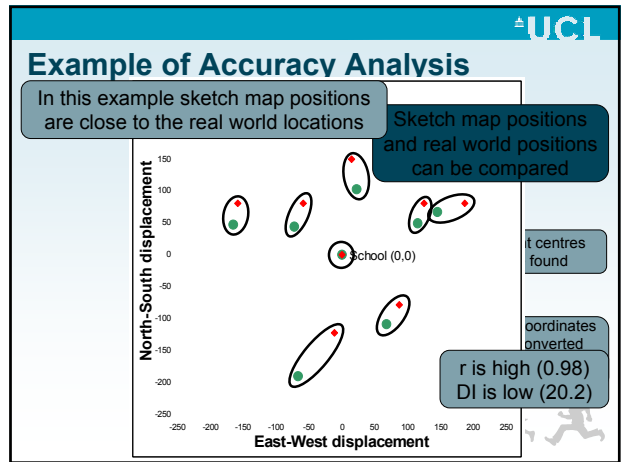 UCL
Example of Accuracy Analysis
In this example sketch map positions
are close to the real world locations
Sketch map positions
and real world positions
can be compared
150
100
50
0
-50
-100
-150
-200
-250
North-South displacement
School (0,0)
-250 -200 -150 -100 -50 0 50 100 150 200 250
East-West displacement
centres
found
r is high (0.98)
DI is low (20.2)